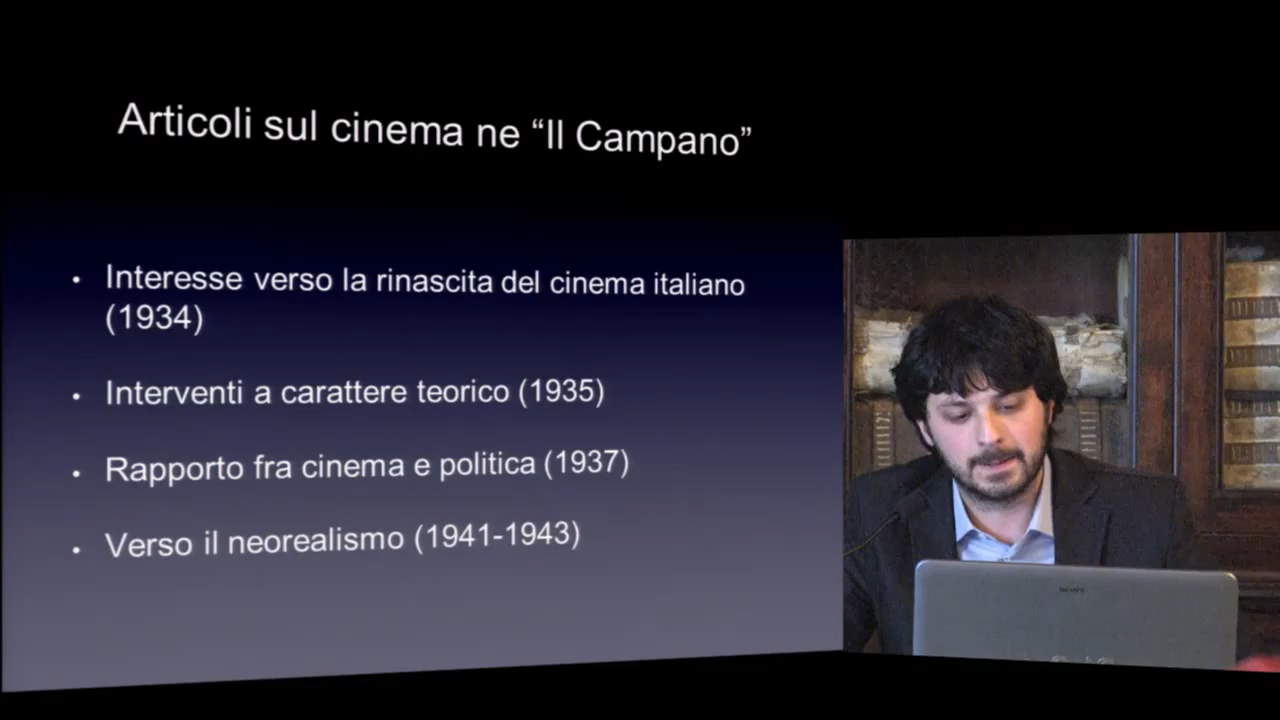 Articoli sul cinema ne “Il Campano”
• Interesse verso la rinascita del cinema italiano
(1934)
• Interventi a carattere teorico (1935)
• Rapporto fra cinema e politica (1937)
• Verso il neorealismo (1941-1943)
SONY